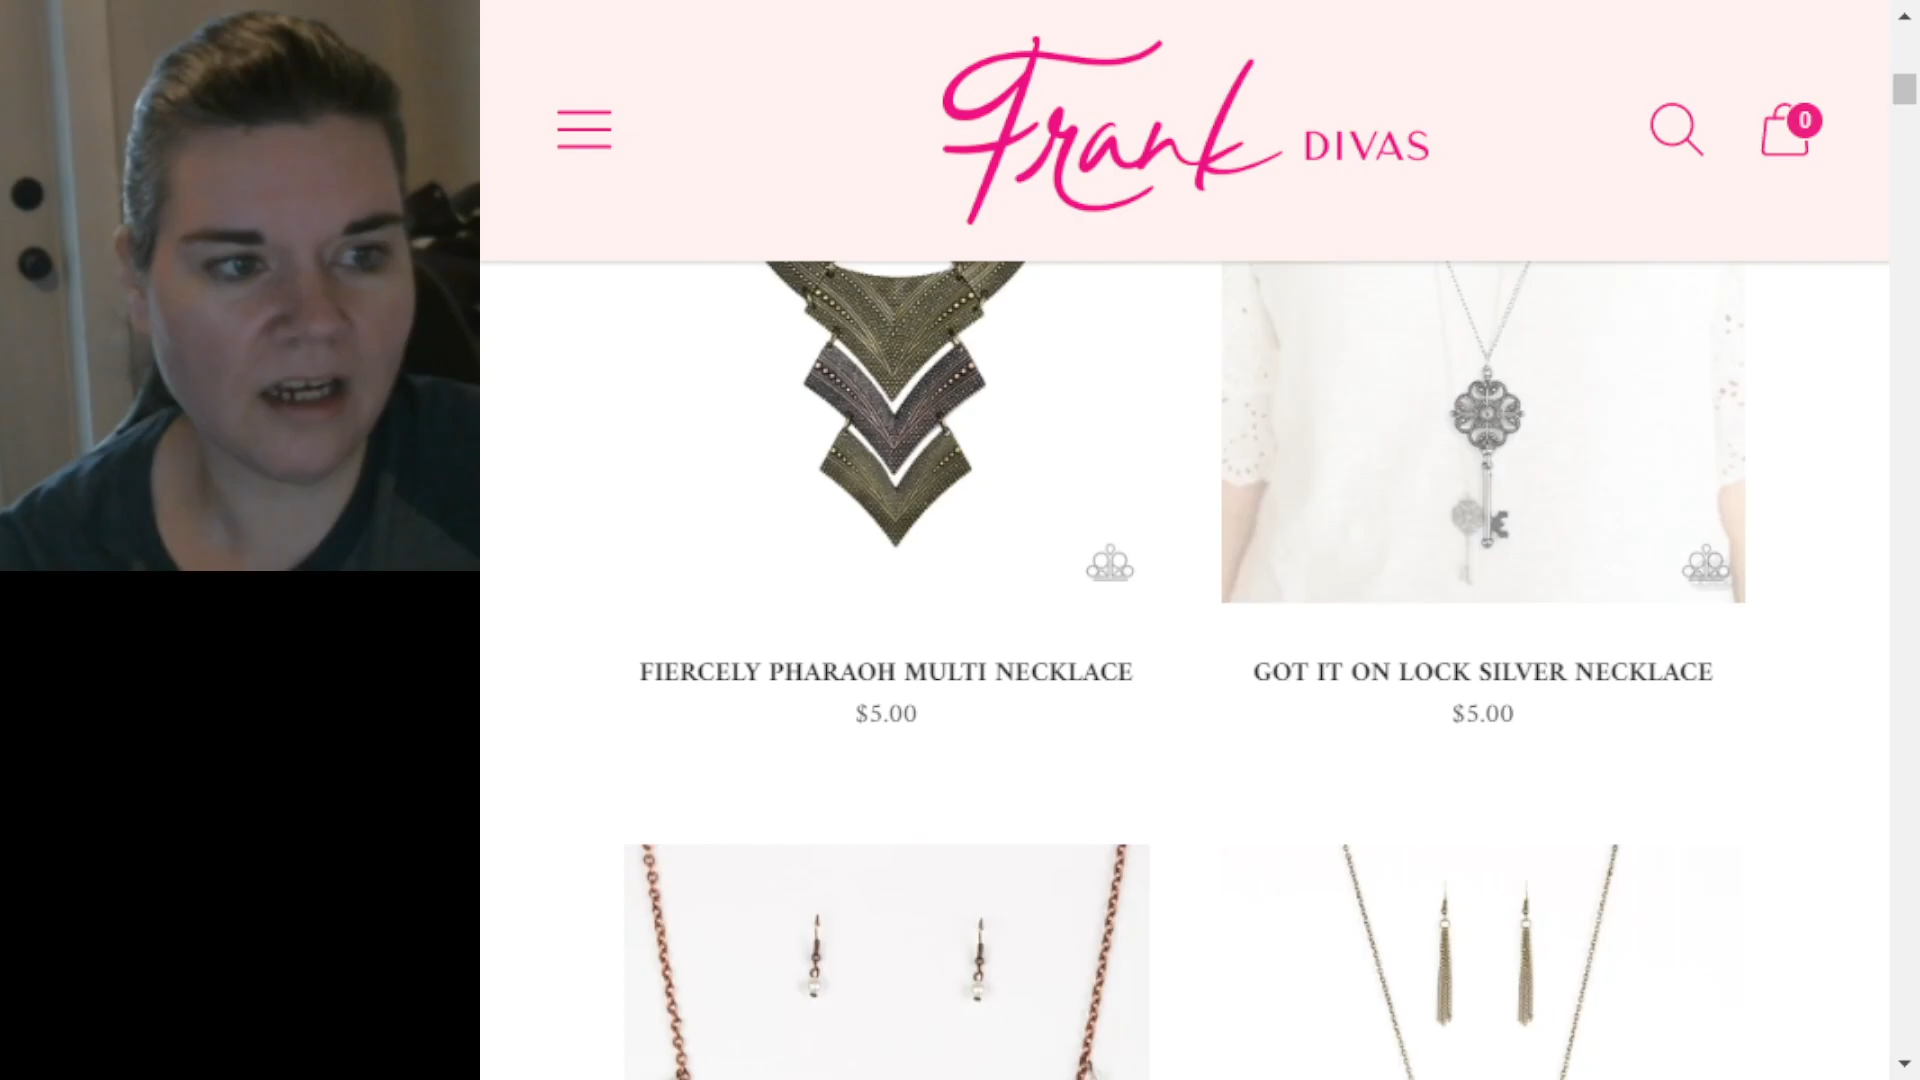 Frank DIVAS
0
FIERCELY PHARAOH MULTI NECKLACE
$5.00
GOT IT ON LOCK SILVER NECKLACE
$5.00